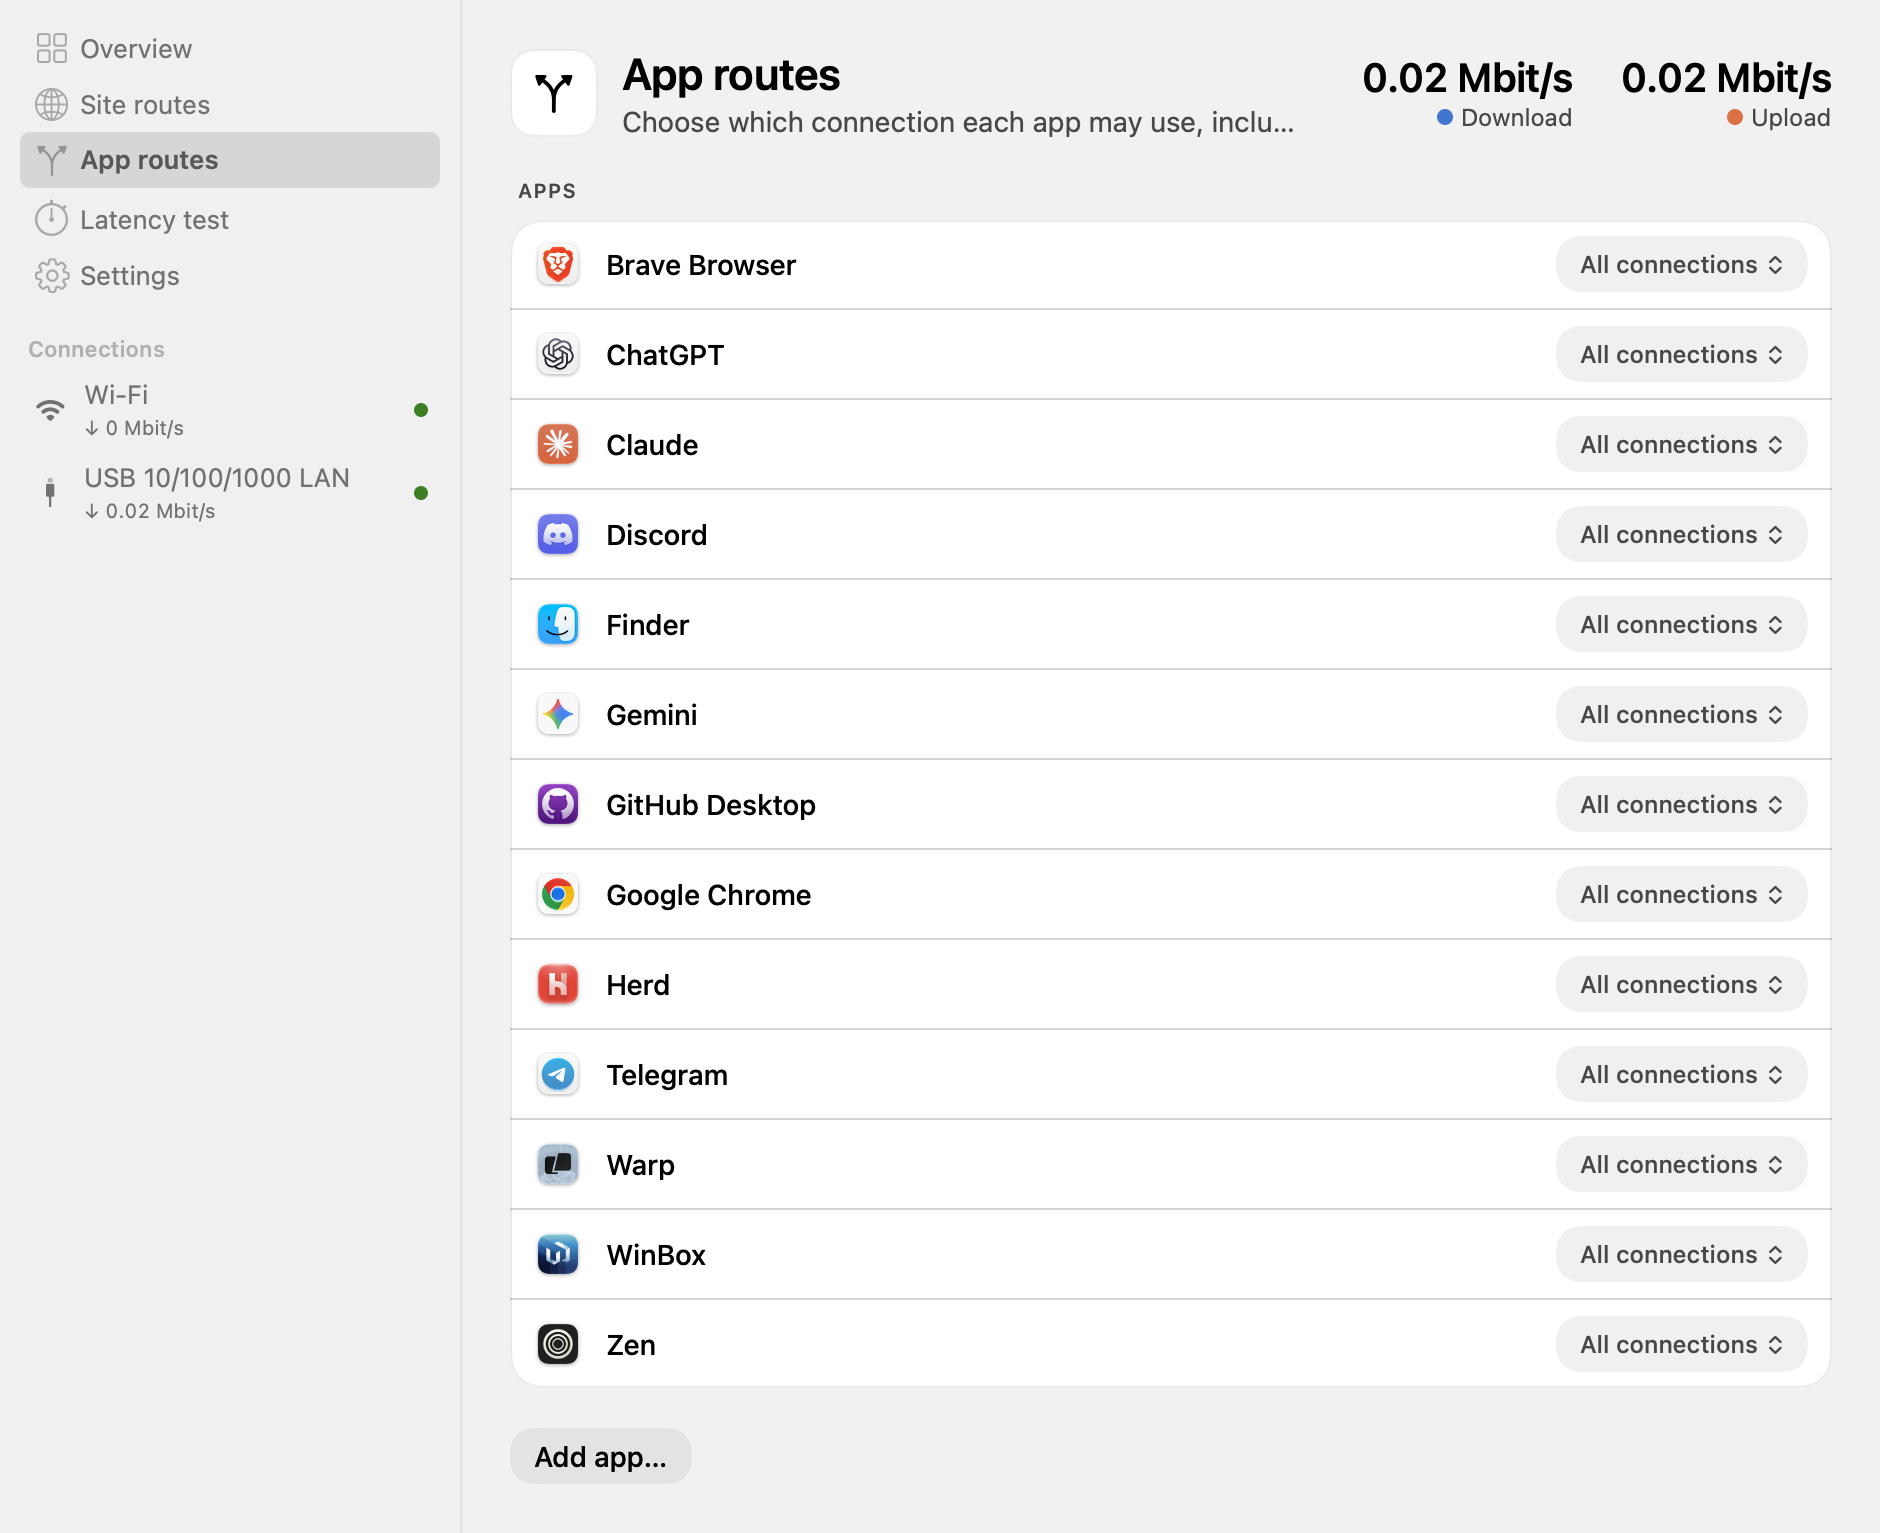 Overview
Site routes
App routes
Latency test
Settings
Connections
Wi-Fi
↓ 0 Mbit/s
USB 10/100/1000 LAN
↓ 0.02 Mbit/s
App routes
Choose which connection each app may use, inclu...
0.02 Mbit/s
Download
0.02 Mbit/s
Upload
APPS
Brave Browser All connections
ChatGPT All connections
Claude All connections
Discord All connections
Finder All connections
Gemini All connections
GitHub Desktop All connections
Google Chrome All connections
Herd All connections
Telegram All connections
Warp All connections
WinBox All connections
Zen All connections
Add app...